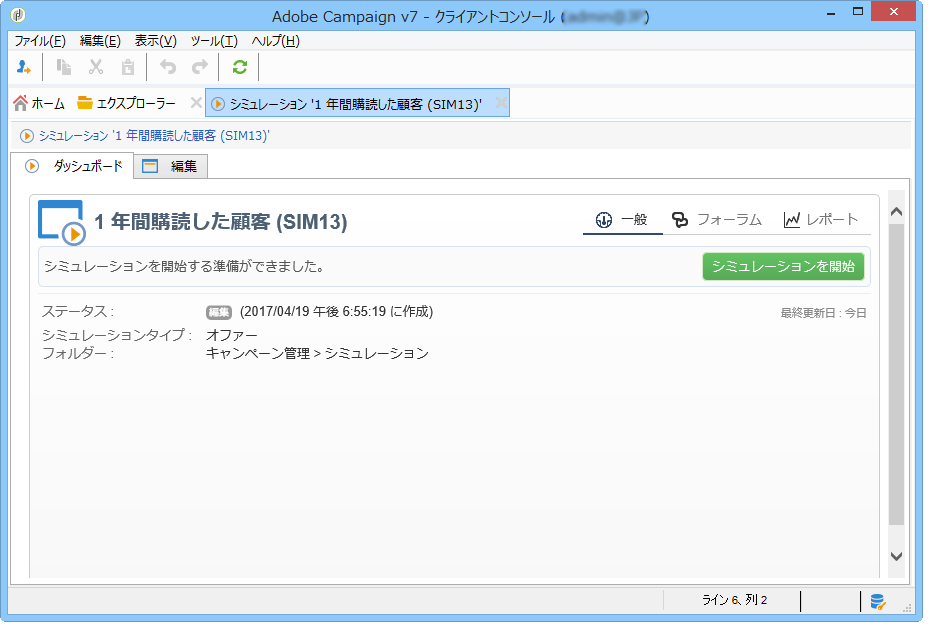 Adobe Campaign v7 - クライアントコンソール
ファイル(F) 編集(E) 表示(V) ツール(T) ヘルプ(H)
ホーム エクスプローラー シミュレーション '1 年間購読した顧客 (SIM13)'
シミュレーション '1 年間購読した顧客 (SIM13)'
ダッシュボード 編集
1 年間購読した顧客 (SIM13) 一般 フォーラム レポート
シミュレーションを開始する準備ができました。 シミュレーションを開始
ステータス : 編集 (2017/04/19 午後 6:55:19 に作成) 最終更新日 : 今日
シミュレーションタイプ : オファー
フォルダー : キャンペーン管理 > シミュレーション
ライン 6、列 2